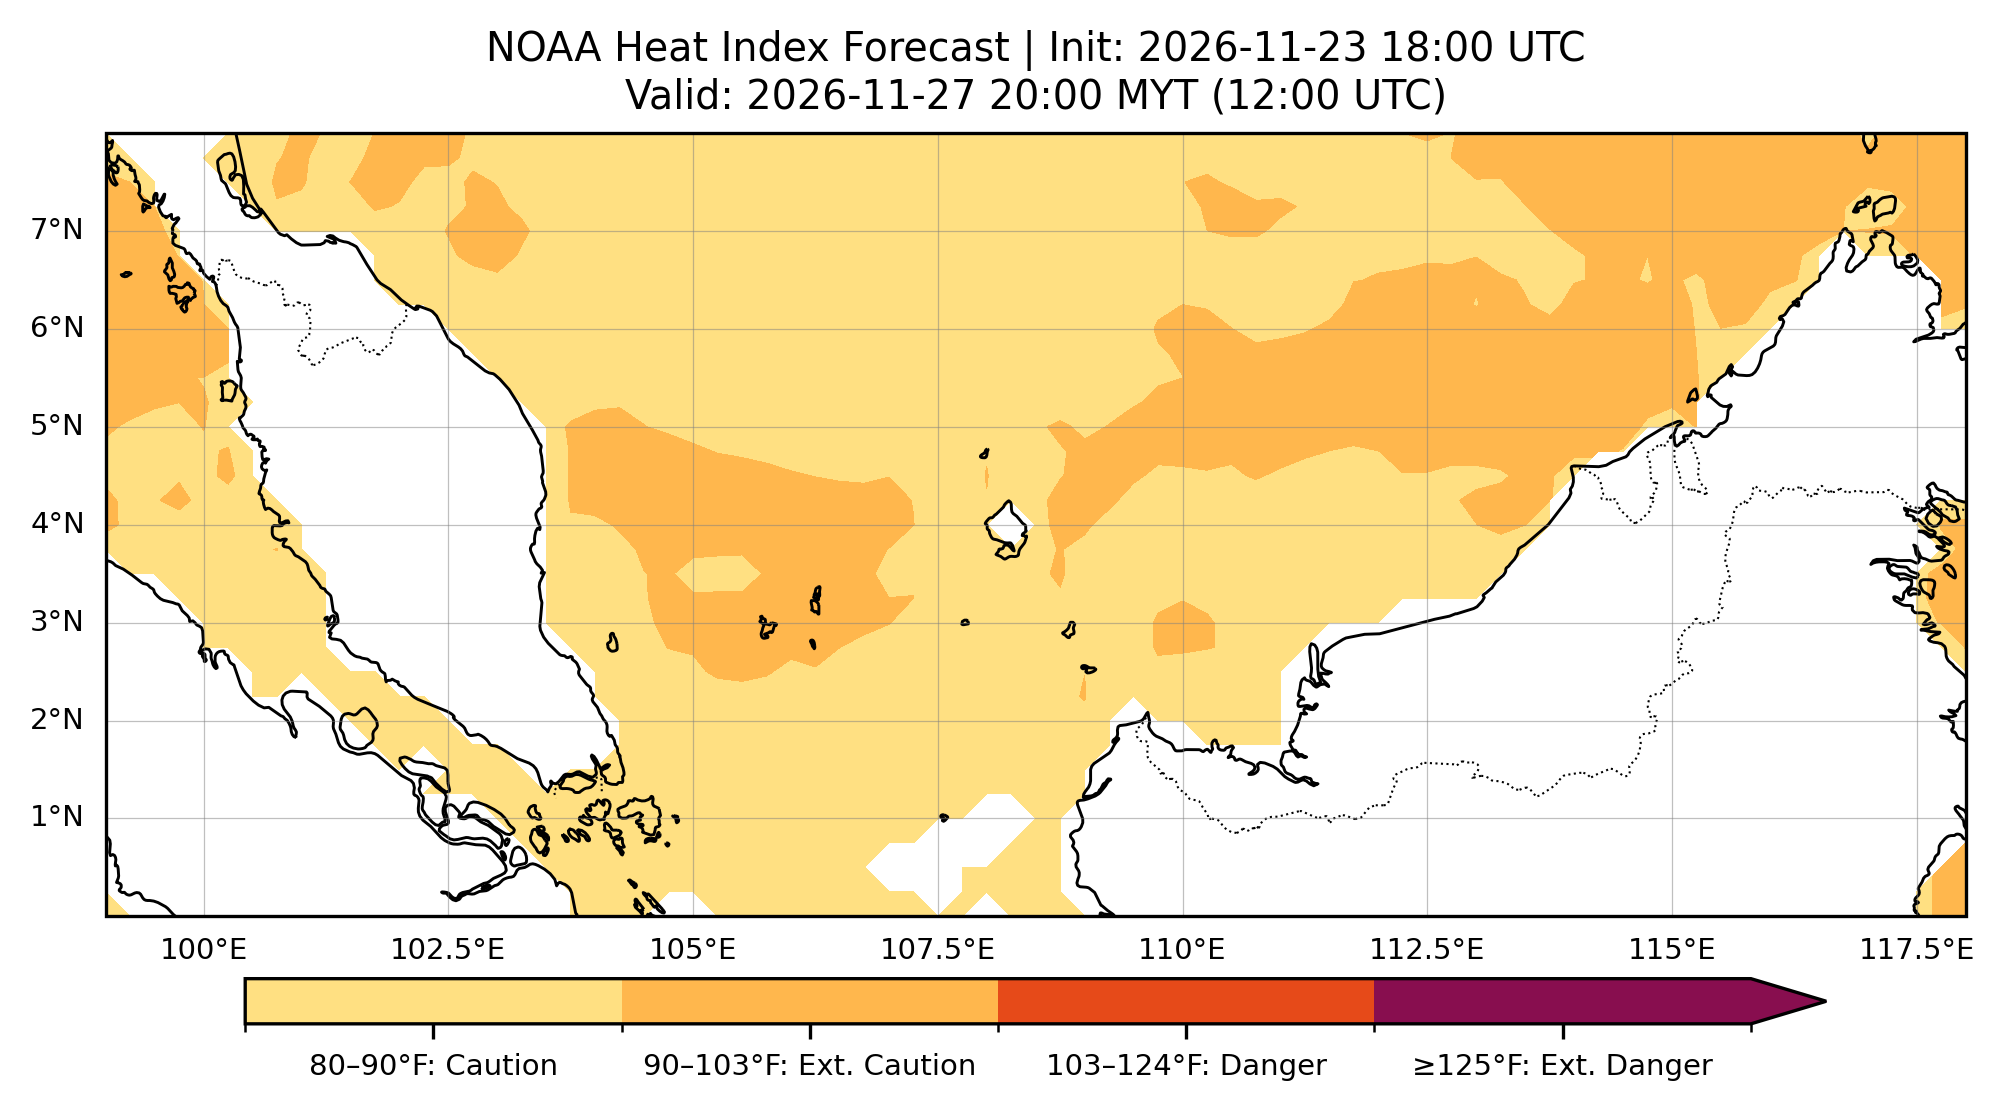 NOAA Heat Index Forecast | Init: 2026-11-23 18:00 UTC
Valid: 2026-11-27 20:00 MYT (12:00 UTC)
7°N
6°N
5°N
4°N
3°N
2°N
1°N
100°E 102.5°E 105°E 107.5°E 110°E 112.5°E 115°E 117.5°E
80–90°F: Caution 90–103°F: Ext. Caution 103–124°F: Danger ≥125°F: Ext. Danger